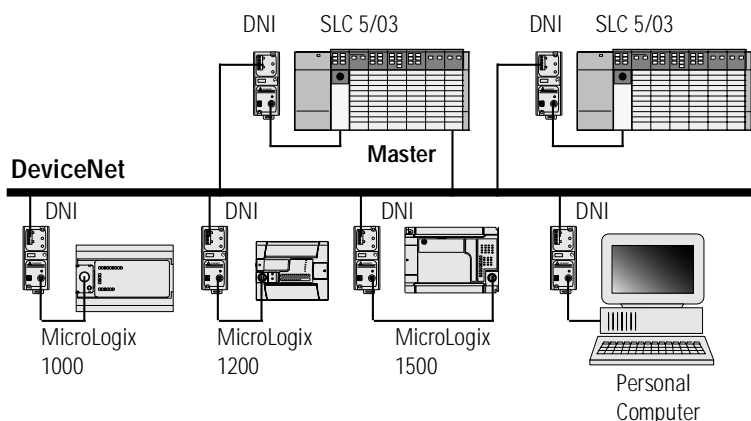 DNI SLC 5/03 DNI SLC 5/03
Master
DeviceNet
DNI DNI DNI DNI
MicroLogix
1000
MicroLogix
1200
MicroLogix
1500
Personal
Computer